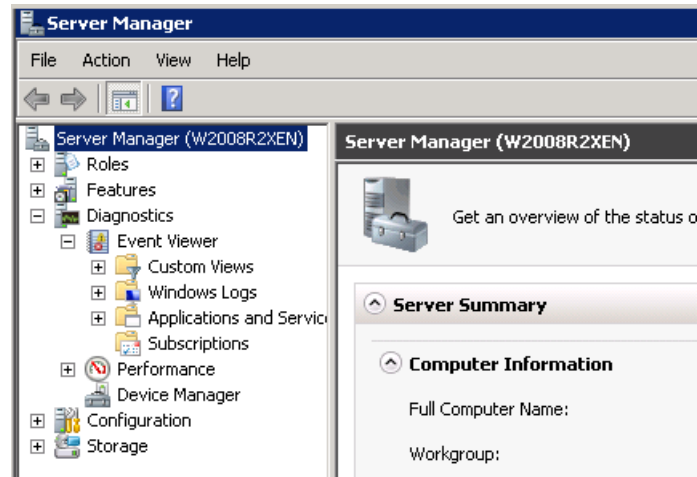 Server Manager
File Action View Help
Server Manager (W2008R2XEN)
Roles
Features
Diagnostics
Event Viewer
Custom Views
Windows Logs
Applications and Servic
Subscriptions
Performance
Device Manager
Configuration
Storage
Server Manager (W2008R2XEN)
Get an overview of the status o
Server Summary
Computer Information
Full Computer Name:
Workgroup: